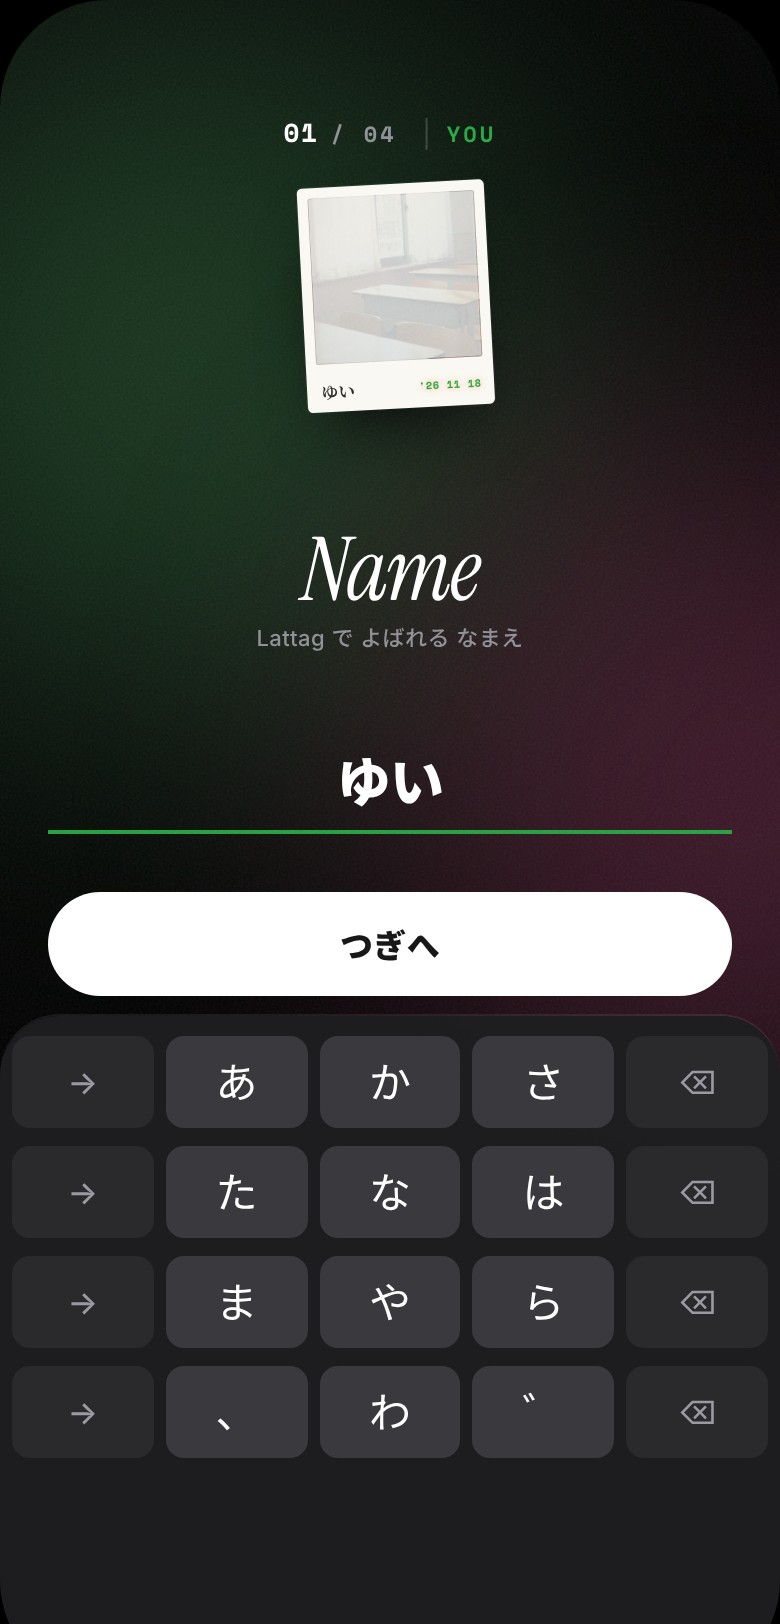 01 / 04 YOU
ゆい '26 11 18
Name
Lattag で よばれる なまえ
ゆい
つぎへ
→ あ か さ
→ た な は
→ ま や ら
→ 、 わ ゛